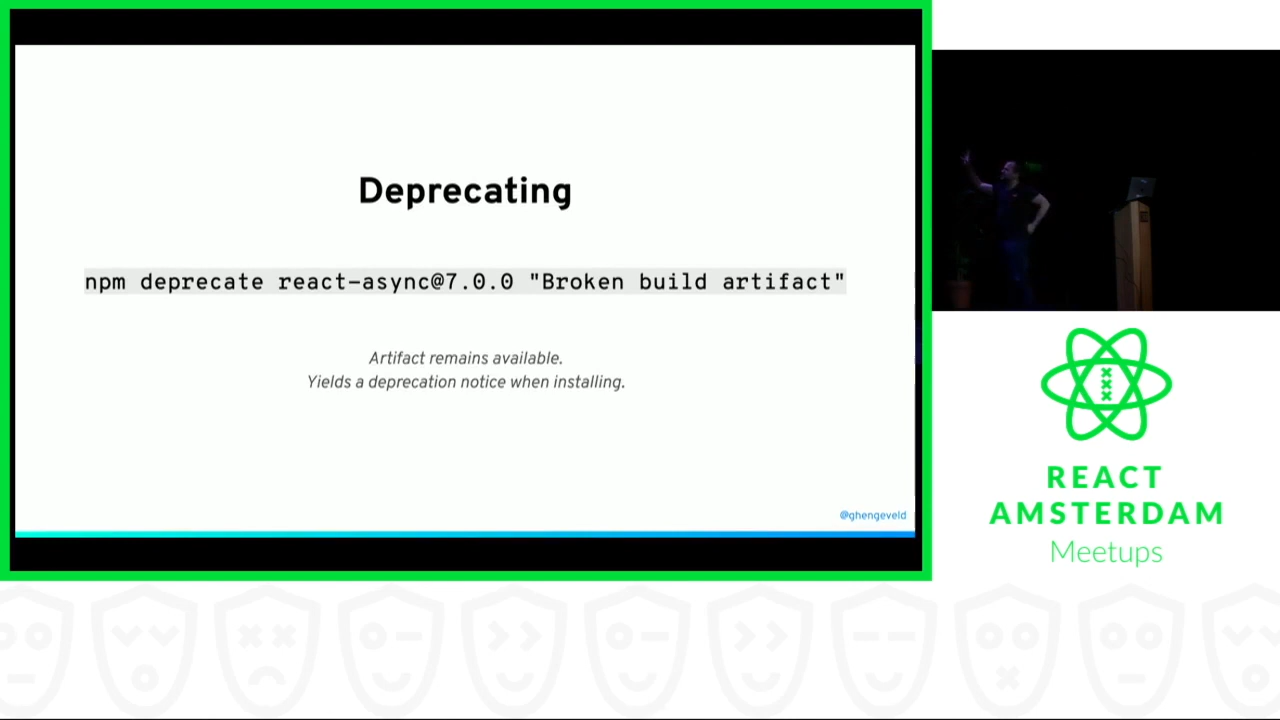 Deprecating
npm deprecate react-async@7.0.0 "Broken build artifact"
Artifact remains available.
Yields a deprecation notice when installing.
@ghengeveld
REACT
AMSTERDAM
Meetups